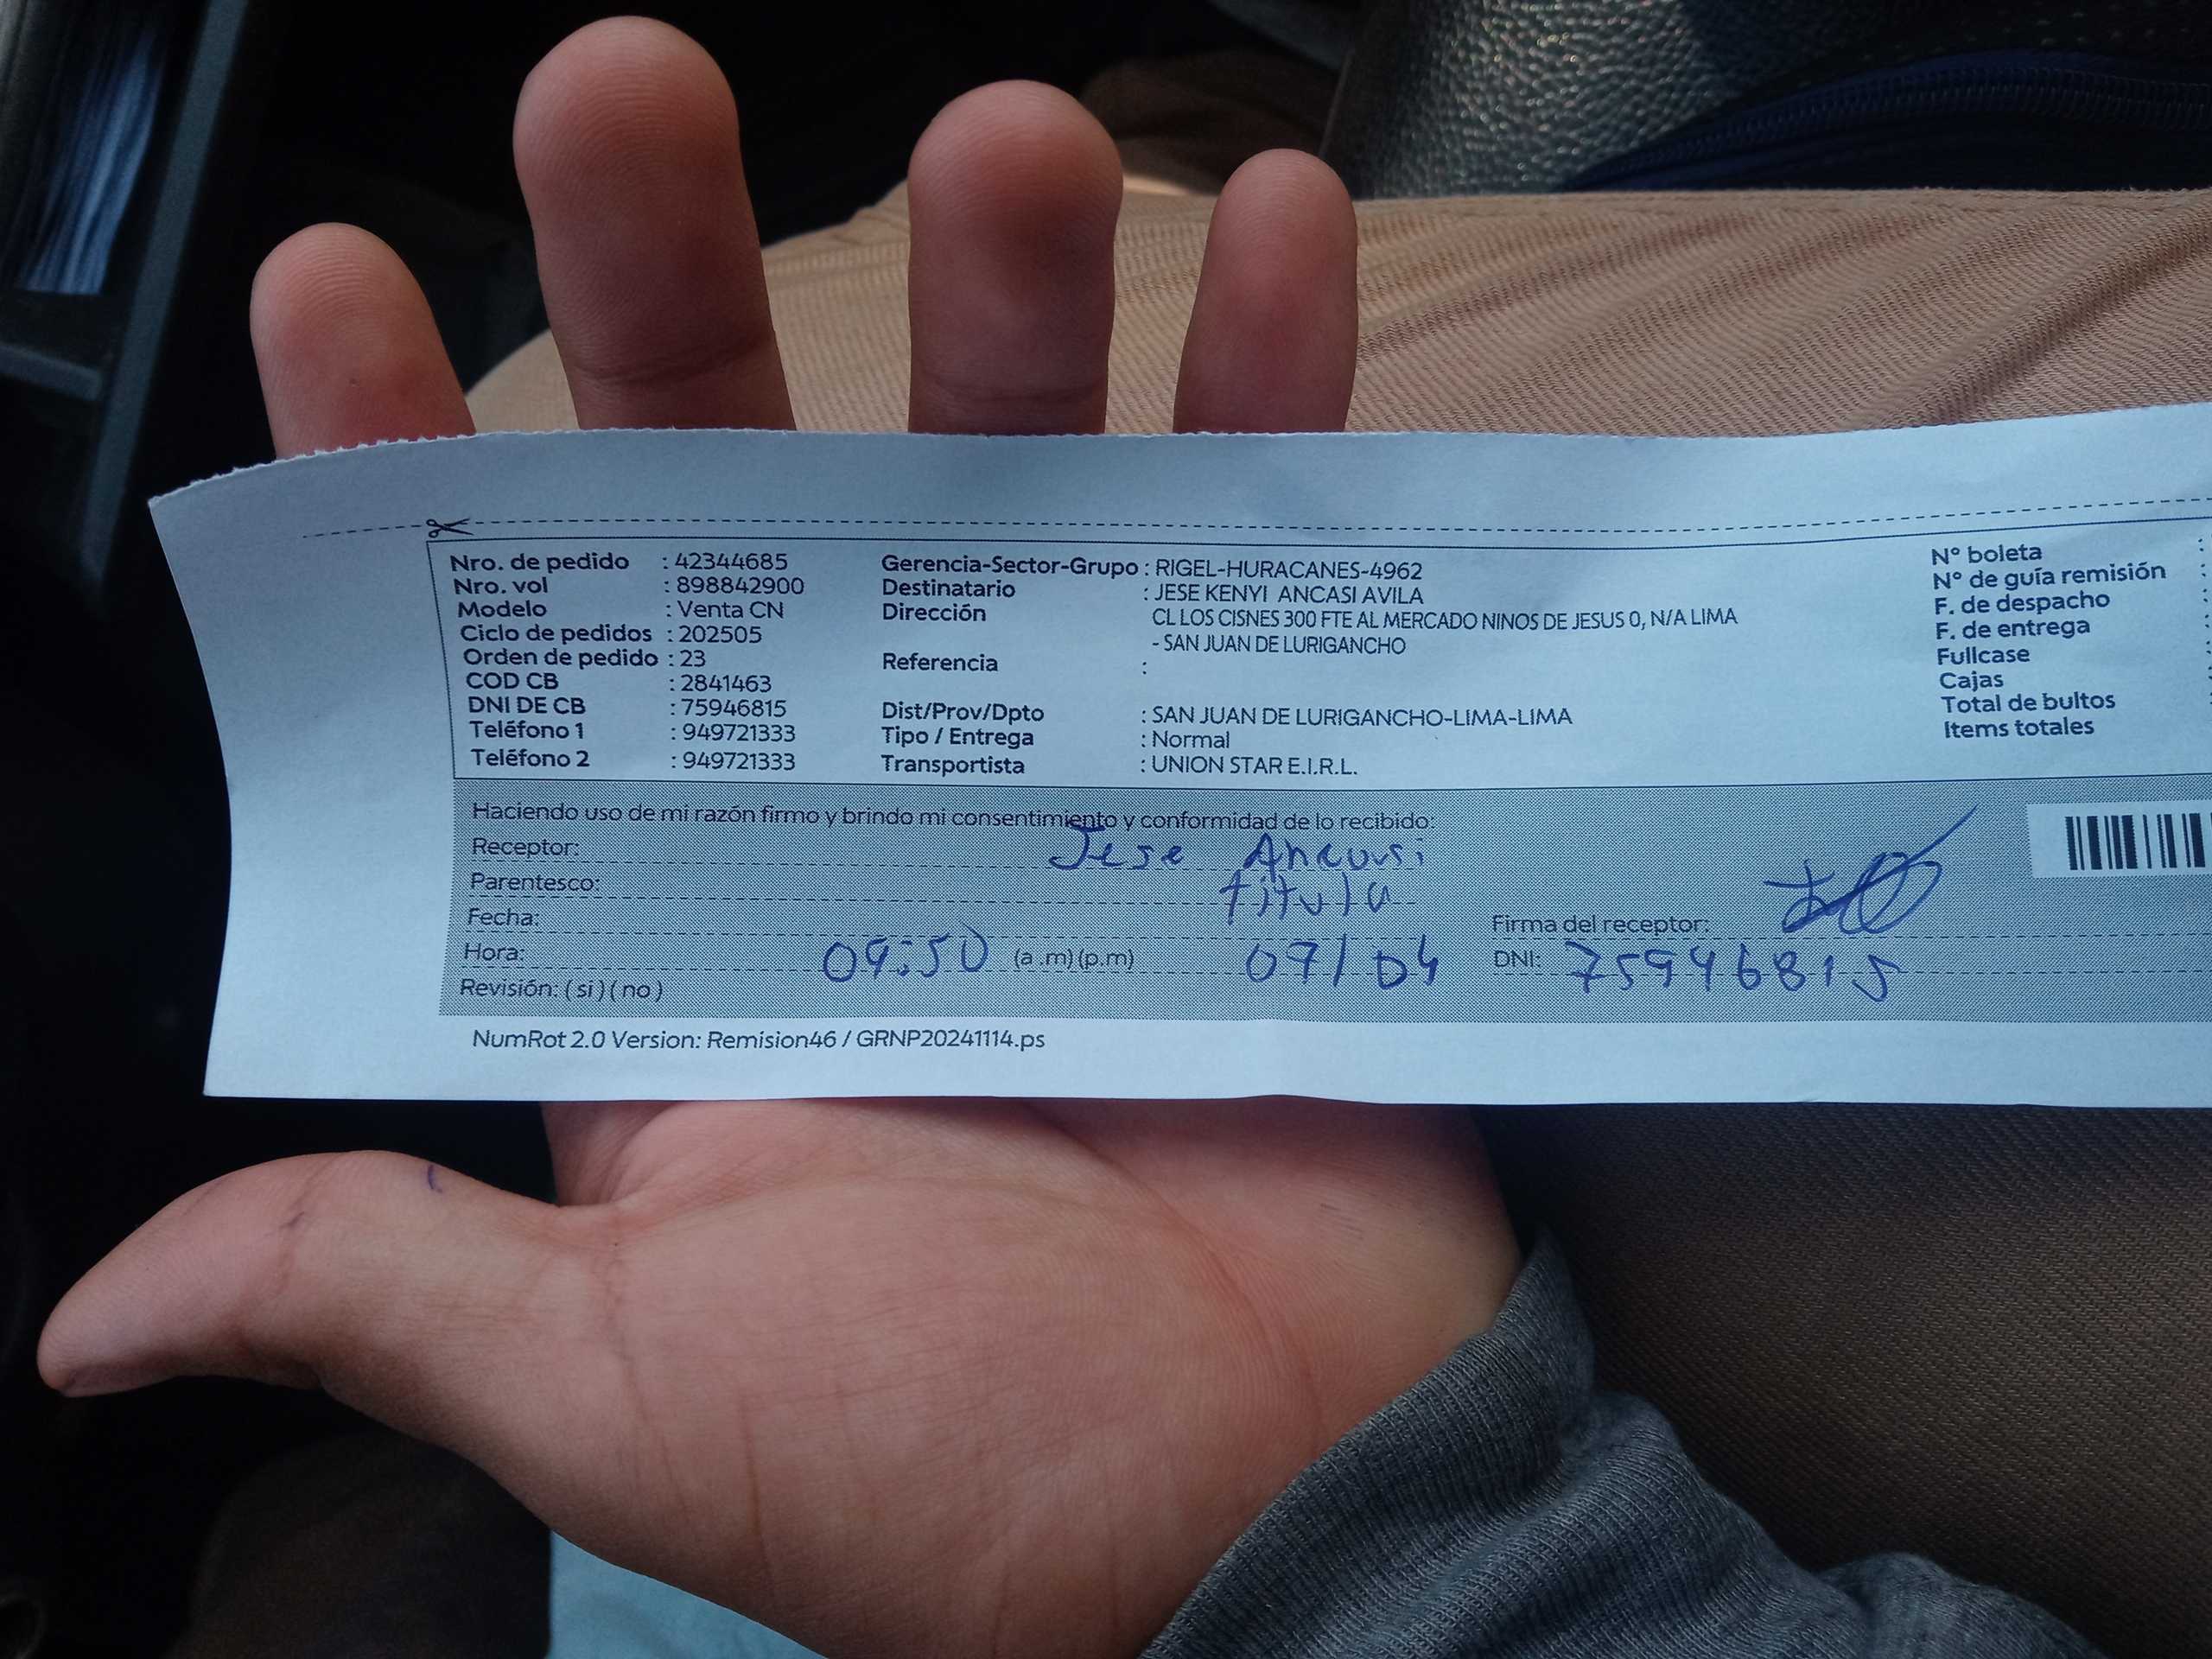 Nro. de pedido : 42344685
Nro. vol : 898842900
Modelo : Venta CN
Ciclo de pedidos : 202505
Orden de pedido : 23
COD CB : 2841463
DNI DE CB : 75946815
Teléfono 1 : 949721333
Teléfono 2 : 949721333
Gerencia-Sector-Grupo : RIGEL-HURACANES-4962
Destinatario : JESE KENYI ANCASI AVILA
Dirección : CL LOS CISNES 300 FTE AL MERCADO NINOS DE JESUS 0, N/A LIMA
- SAN JUAN DE LURIGANCHO
Referencia :
Dist/Prov/Dpto : SAN JUAN DE LURIGANCHO-LIMA-LIMA
Tipo / Entrega : Normal
Transportista : UNION STAR E.I.R.L.
N° boleta :
N° de guía remisión :
F. de despacho :
F. de entrega :
Fullcase :
Cajas :
Total de bultos :
Items totales :
Haciendo uso de mi razón firmo y brindo mi consentimiento y conformidad de lo recibido:
Receptor: Jese Ancasi
Parentesco: titula
Fecha:
Firma del receptor:
Hora: 09:50 (a .m) (p.m) 07/04
DNI: 75946815
Revisión: ( si ) ( no )
NumRot 2.0 Version: Remision46 / GRNP20241114.ps